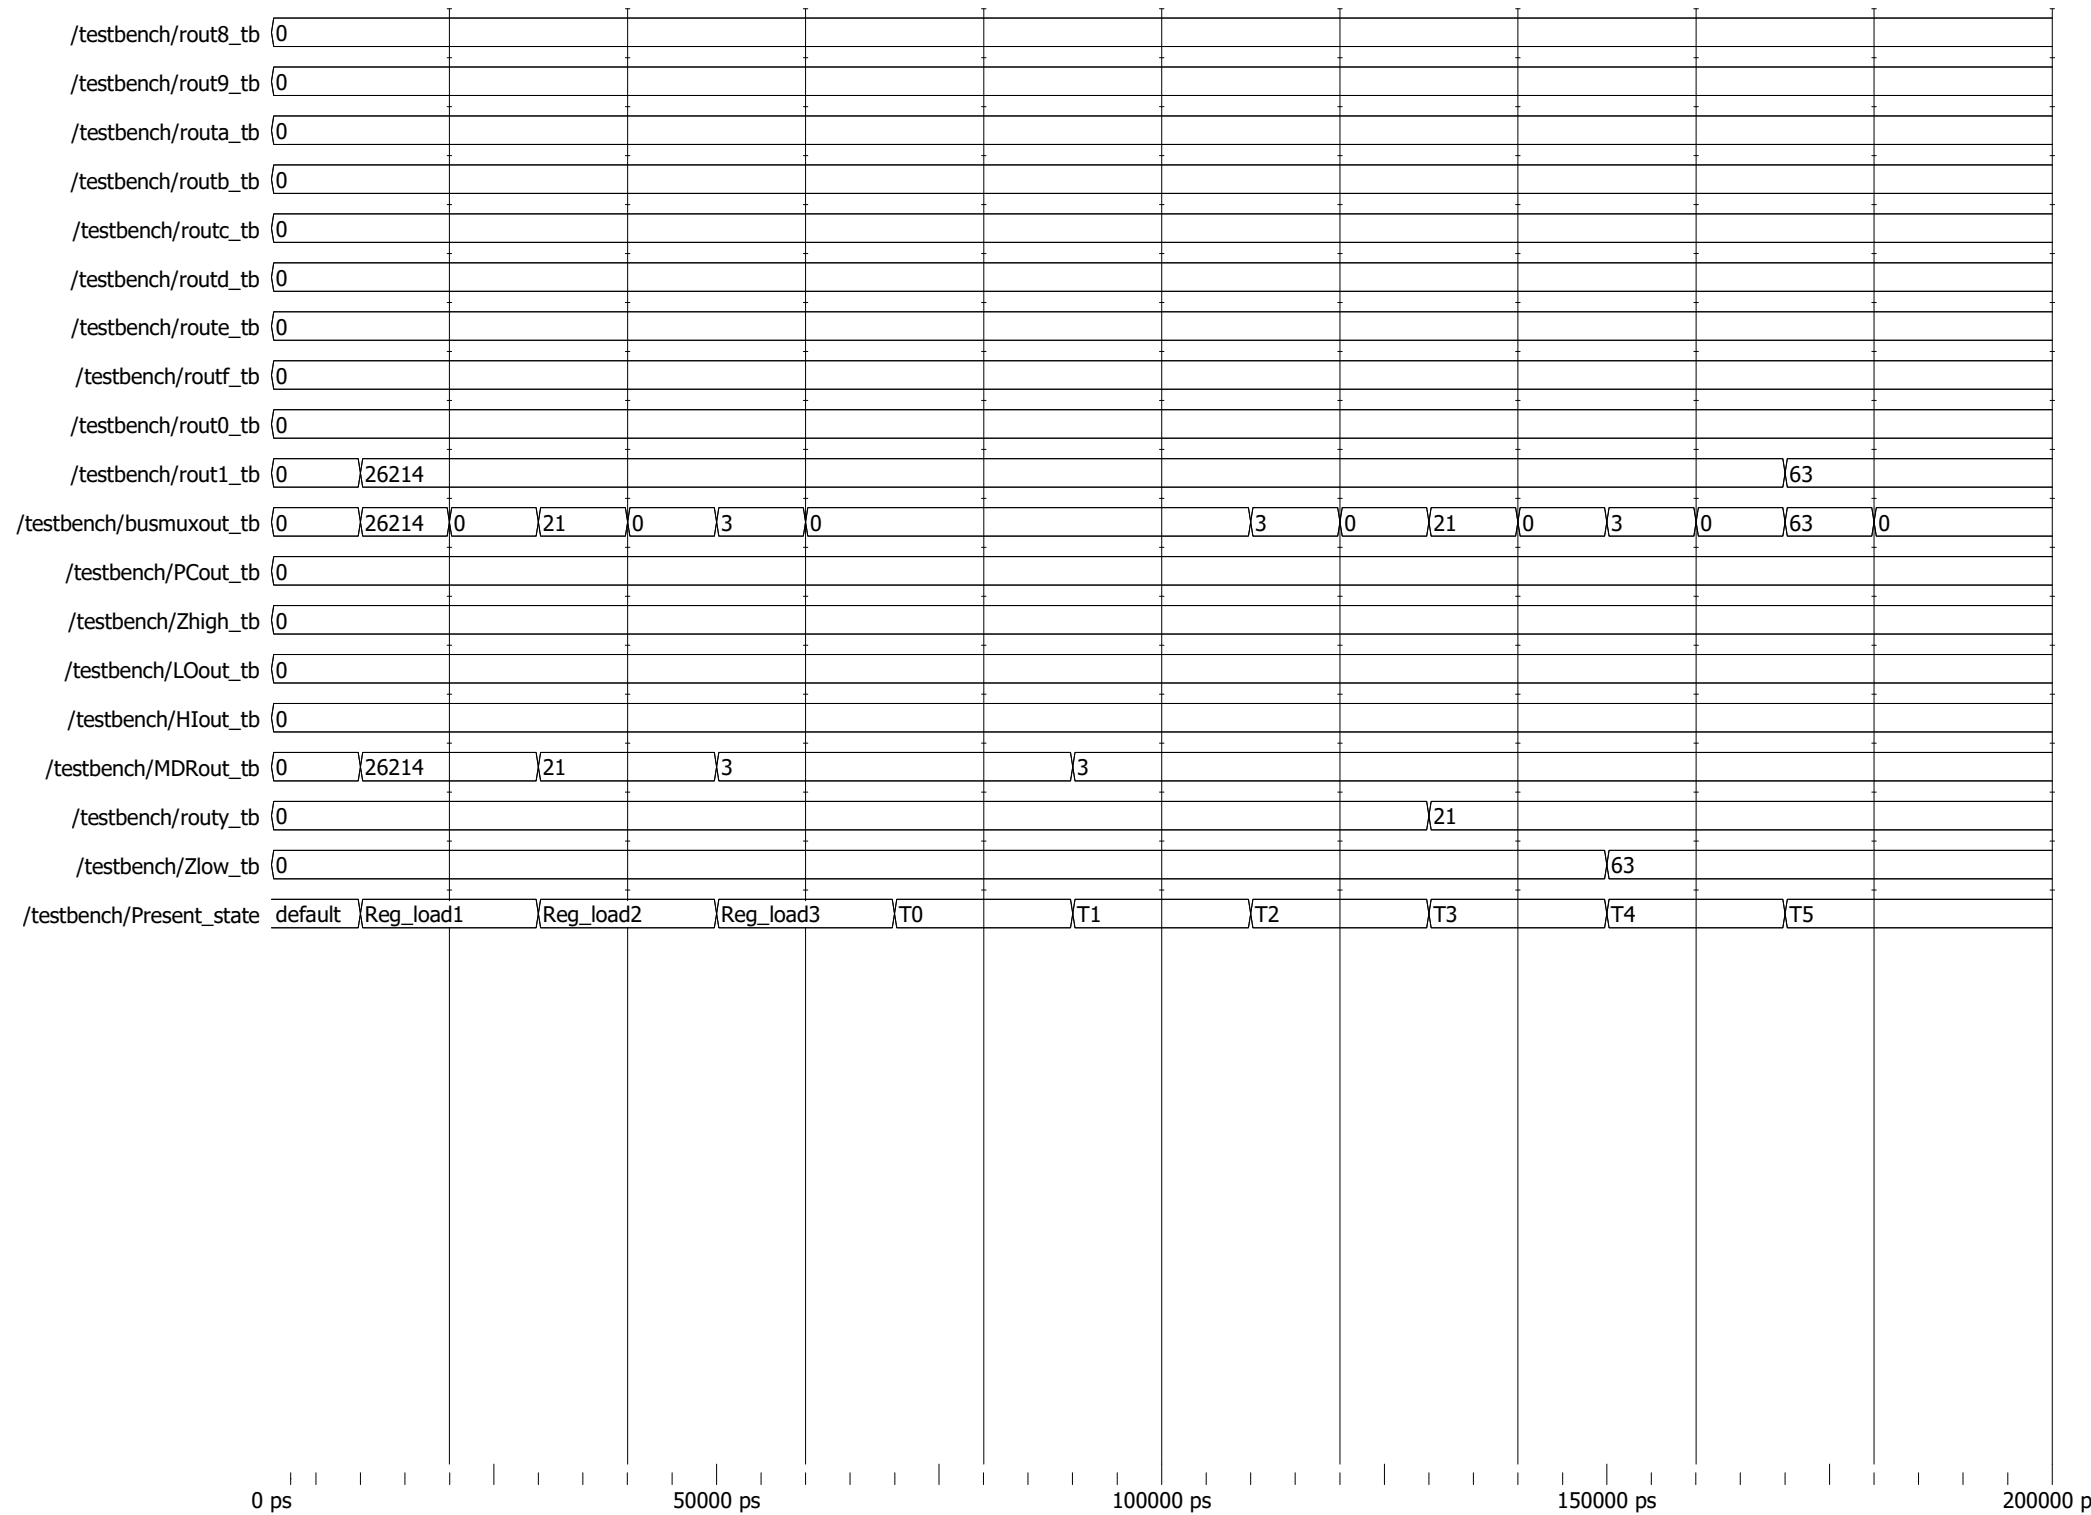 /testbench/rout8_tb 0
/testbench/rout9_tb 0
/testbench/routa_tb 0
/testbench/routb_tb 0
/testbench/routc_tb 0
/testbench/routd_tb 0
/testbench/route_tb 0
/testbench/routf_tb 0
/testbench/rout0_tb 0
/testbench/rout1_tb 0 26214 63
/testbench/busmuxout_tb 0 26214 0 21 0 3 0 3 0 21 0 3 0 63 0
/testbench/PCout_tb 0
/testbench/Zhigh_tb 0
/testbench/LOout_tb 0
/testbench/HIout_tb 0
/testbench/MDRout_tb 0 26214 21 3 3
/testbench/routy_tb 0 21
/testbench/Zlow_tb 0 63
/testbench/Present_state default Reg_load1 Reg_load2 Reg_load3 T0 T1 T2 T3 T4 T5
0 ps 50000 ps 100000 ps 150000 ps 200000 p